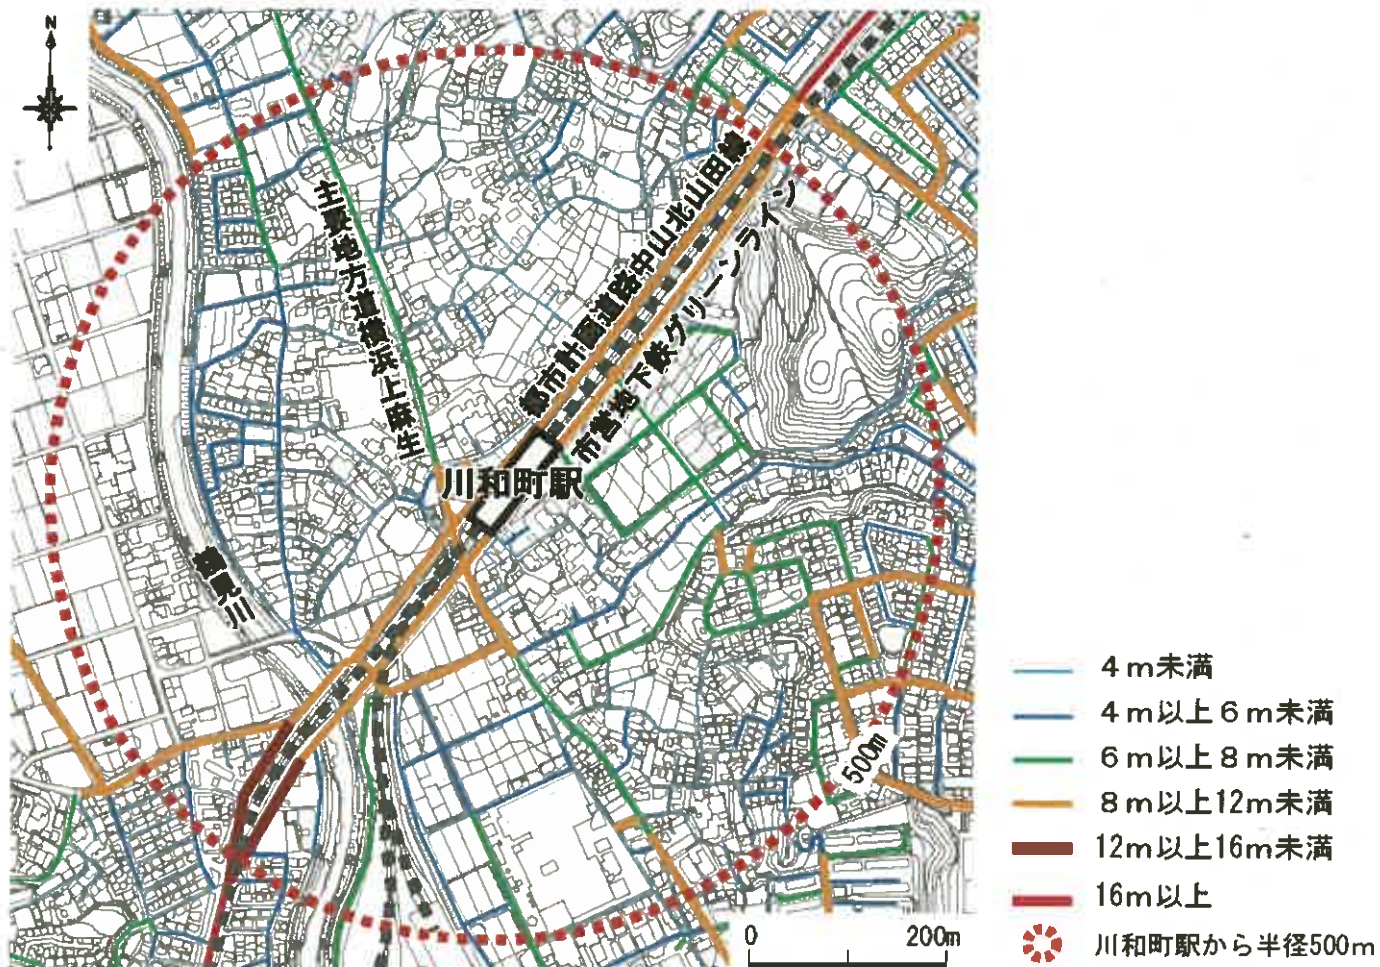 N
主要地方道横浜上麻生
都市計画道路中山北山田線
市営地下鉄グリーンライン
川和町駅
鶴見川
500m
4m未満
4m以上6m未満
6m以上8m未満
8m以上12m未満
12m以上16m未満
16m以上
川和町駅から半径500m
0 200m